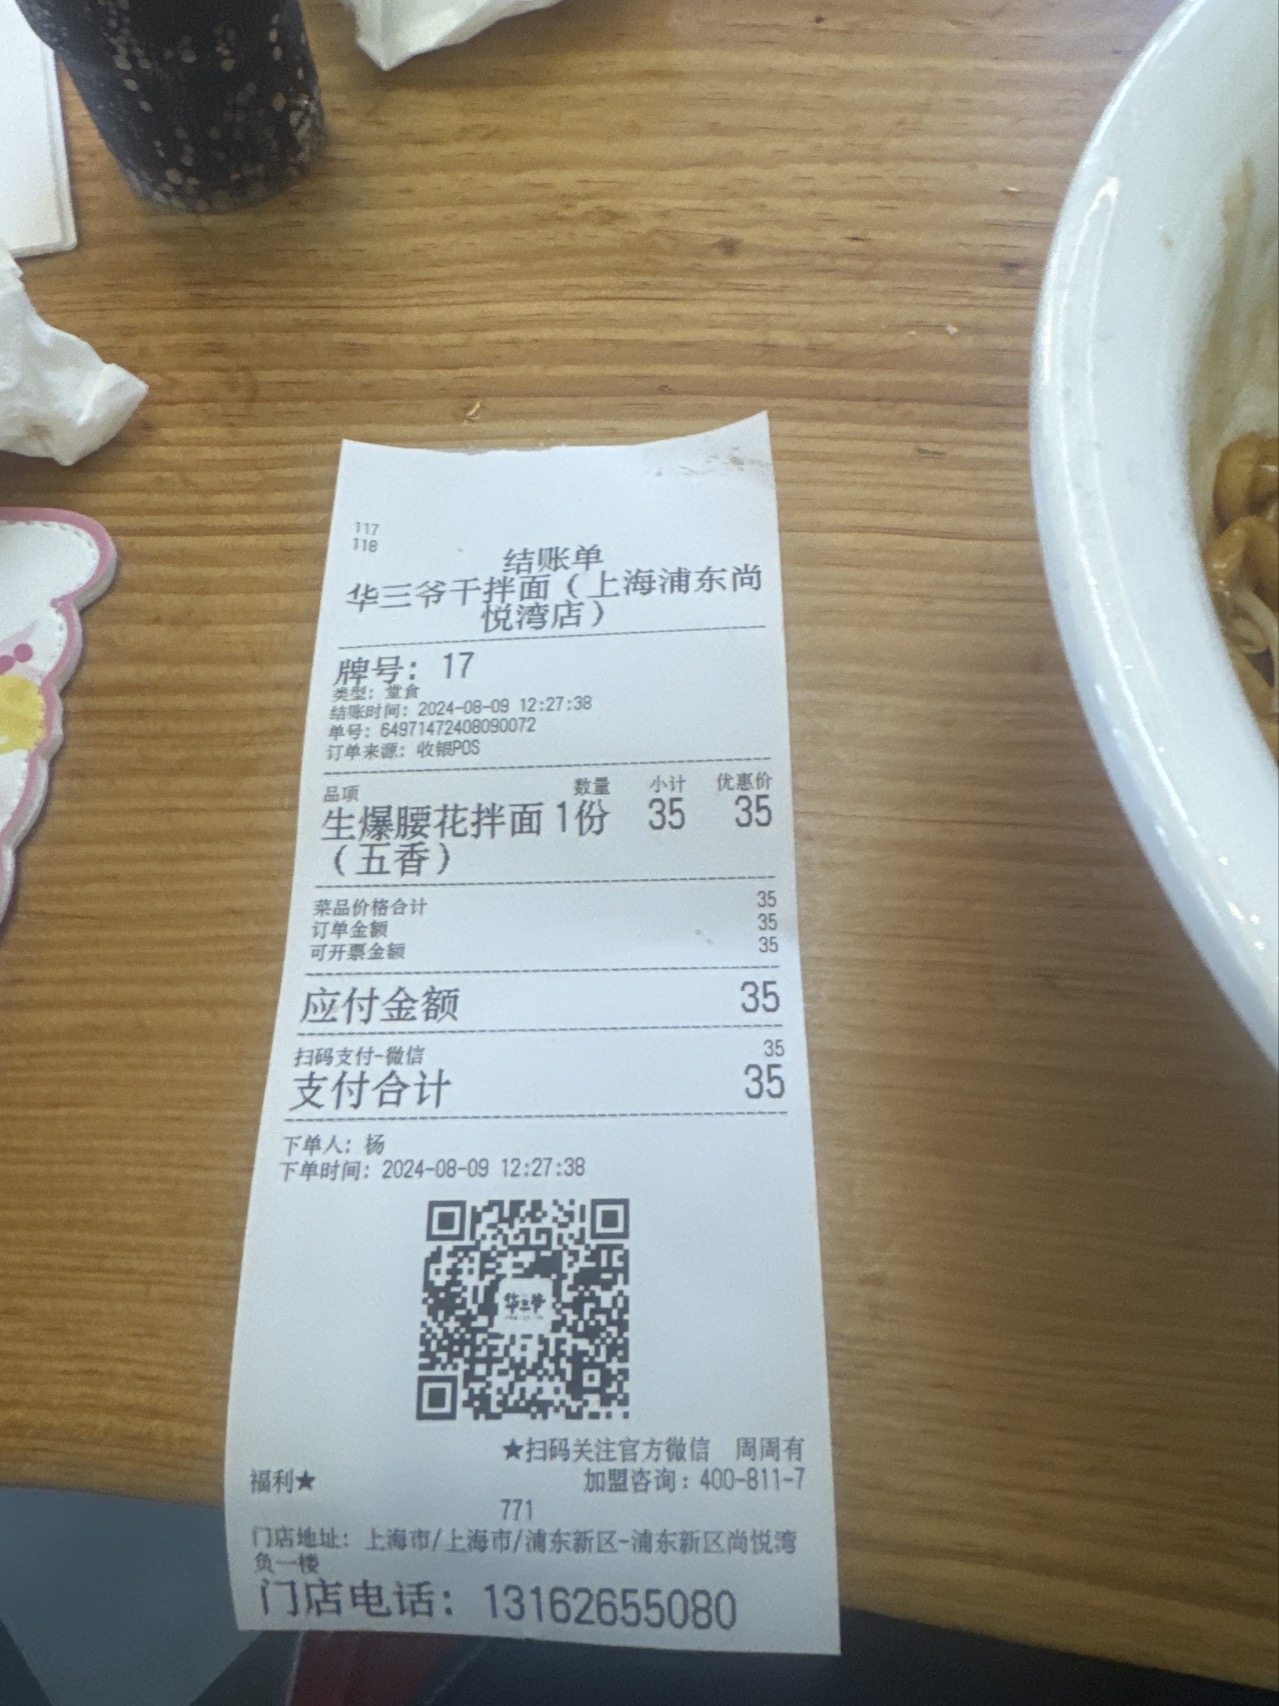 117
118
结账单
华三爷干拌面（上海浦东尚
悦湾店）
牌号：17
类型：堂食
结账时间：2024-08-09 12:27:38
单号：64971472408090072
订单来源：收银POS
品项 数量 小计 优惠价
生爆腰花拌面 1份 35 35
（五香）
菜品价格合计 35
订单金额 35
可开票金额 35
应付金额 35
扫码支付-微信 35
支付合计 35
下单人：杨
下单时间：2024-08-09 12:27:38
华三爷
★扫码关注官方微信 周周有
福利★ 加盟咨询：400-811-7
771
门店地址：上海市/上海市/浦东新区-浦东新区尚悦湾
负一楼
门店电话：13162655080